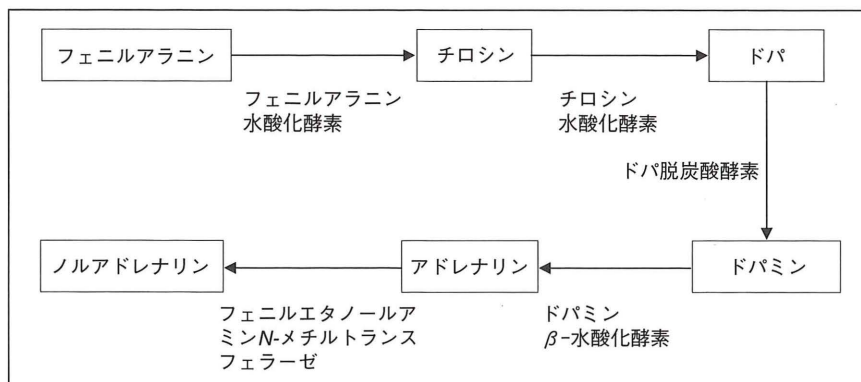 フェニルアラニン
チロシン
ドパ
フェニルアラニン
水酸化酵素
チロシン
水酸化酵素
ドパ脱炭酸酵素
ノルアドレナリン
アドレナリン
ドパミン
フェニルエタノールア
ミンN-メチルトランス
フェラーゼ
ドパミン
β-水酸化酵素